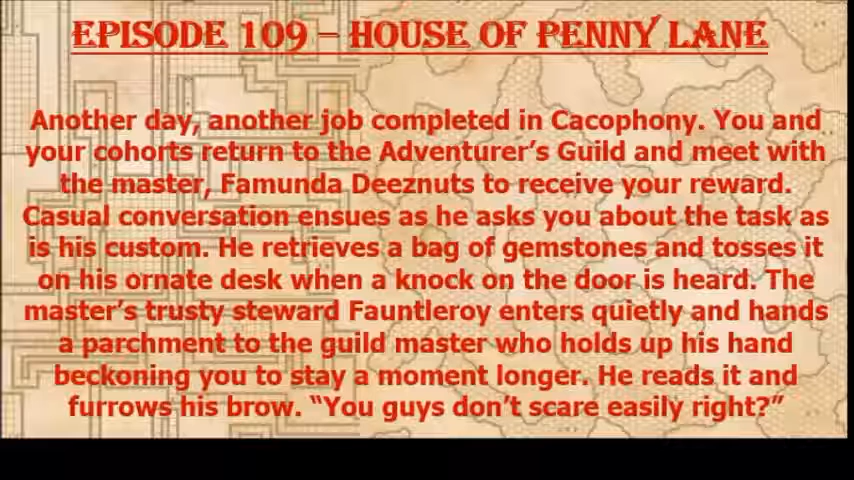 EPISODE 109 – HOUSE OF PENNY LANE
Another day, another job completed in Cacophony. You and
your cohorts return to the Adventurer’s Guild and meet with
the master, Famunda Deeznuts to receive your reward.
Casual conversation ensues as he asks you about the task as
is his custom. He retrieves a bag of gemstones and tosses it
on his ornate desk when a knock on the door is heard. The
master’s trusty steward Fauntleroy enters quietly and hands
a parchment to the guild master who holds up his hand
beckoning you to stay a moment longer. He reads it and
furrows his brow. “You guys don’t scare easily right?”